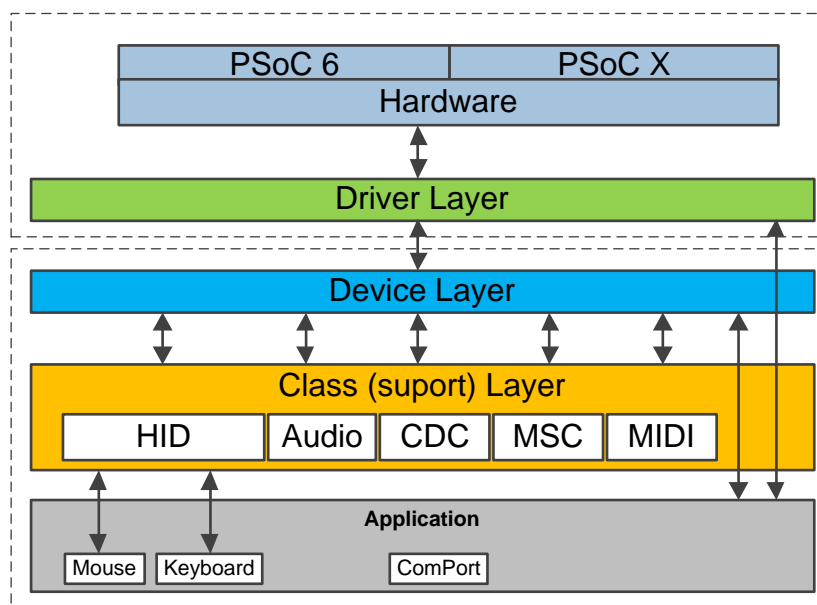 PSoC 6
PSoC X
Hardware
Driver Layer
Device Layer
Class (suport) Layer
HID
Audio
CDC
MSC
MIDI
Application
Mouse
Keyboard
ComPort